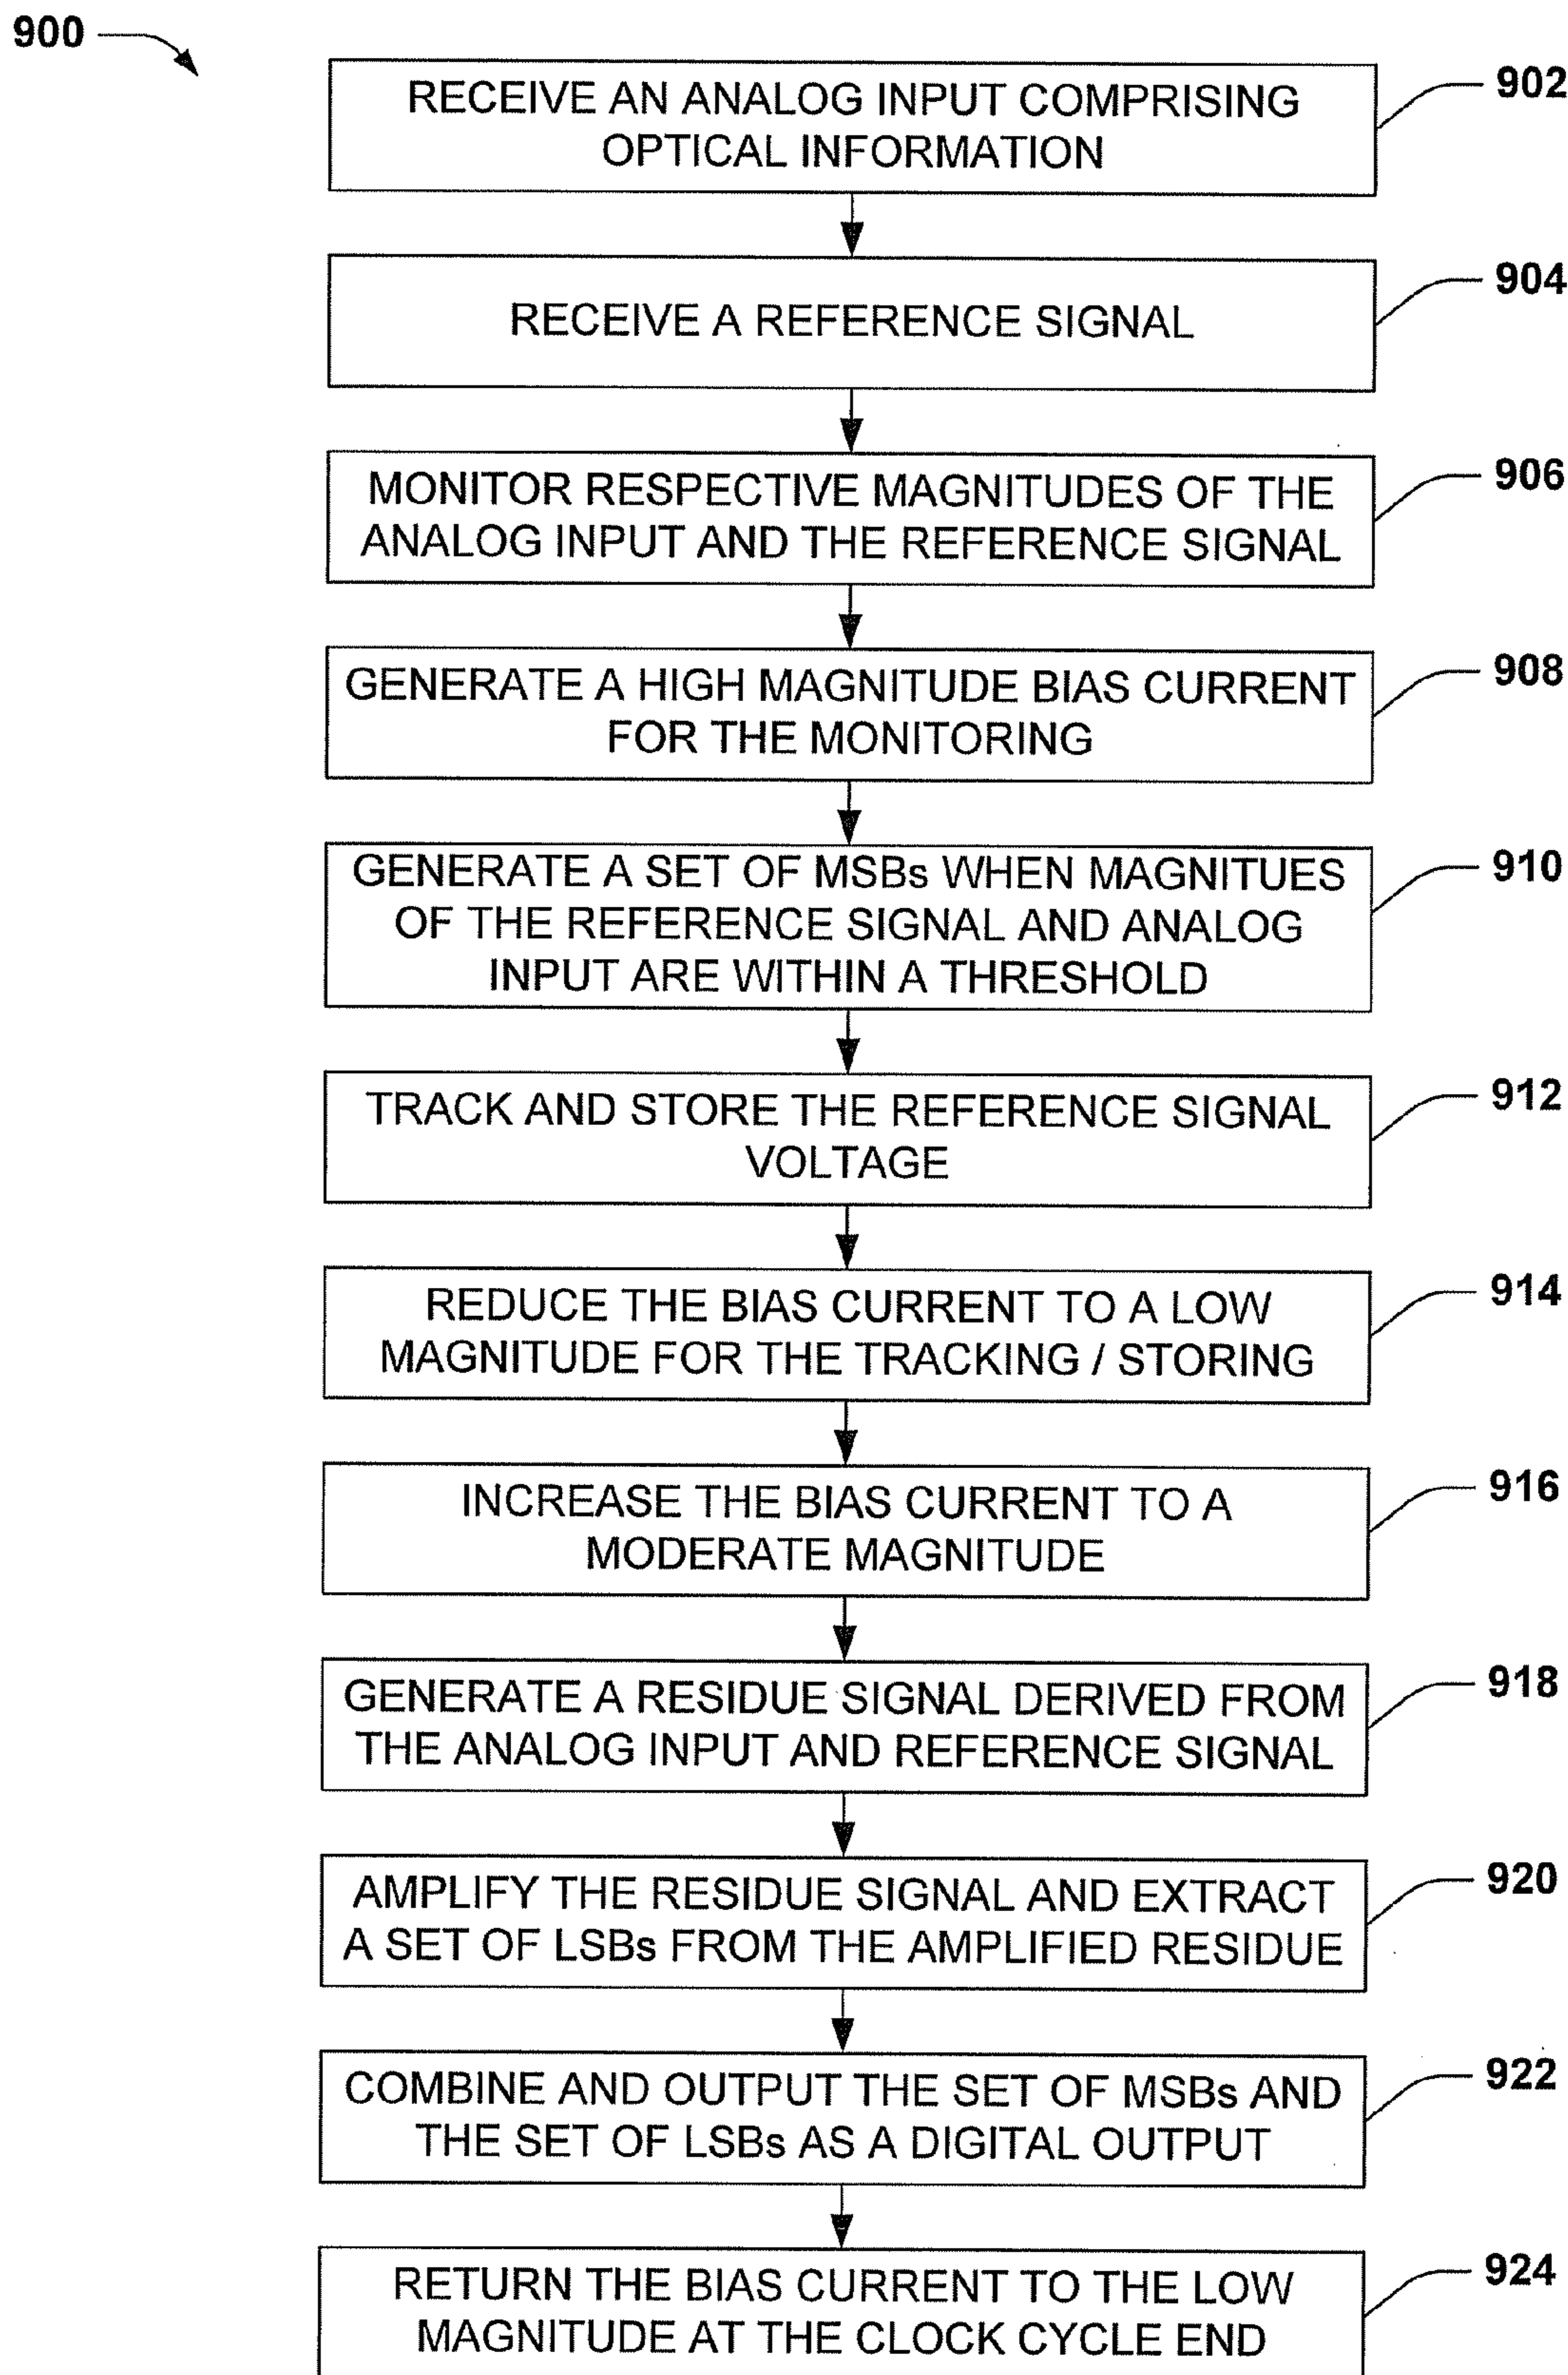 900
RECEIVE AN ANALOG INPUT COMPRISING
OPTICAL INFORMATION
902
RECEIVE A REFERENCE SIGNAL
904
MONITOR RESPECTIVE MAGNITUDES OF THE
ANALOG INPUT AND THE REFERENCE SIGNAL
906
GENERATE A HIGH MAGNITUDE BIAS CURRENT
FOR THE MONITORING
908
GENERATE A SET OF MSBs WHEN MAGNITUES
OF THE REFERENCE SIGNAL AND ANALOG
INPUT ARE WITHIN A THRESHOLD
910
TRACK AND STORE THE REFERENCE SIGNAL
VOLTAGE
912
REDUCE THE BIAS CURRENT TO A LOW
MAGNITUDE FOR THE TRACKING / STORING
914
INCREASE THE BIAS CURRENT TO A
MODERATE MAGNITUDE
916
GENERATE A RESIDUE SIGNAL DERIVED FROM
THE ANALOG INPUT AND REFERENCE SIGNAL
918
AMPLIFY THE RESIDUE SIGNAL AND EXTRACT
A SET OF LSBs FROM THE AMPLIFIED RESIDUE
920
COMBINE AND OUTPUT THE SET OF MSBs AND
THE SET OF LSBs AS A DIGITAL OUTPUT
922
RETURN THE BIAS CURRENT TO THE LOW
MAGNITUDE AT THE CLOCK CYCLE END
924